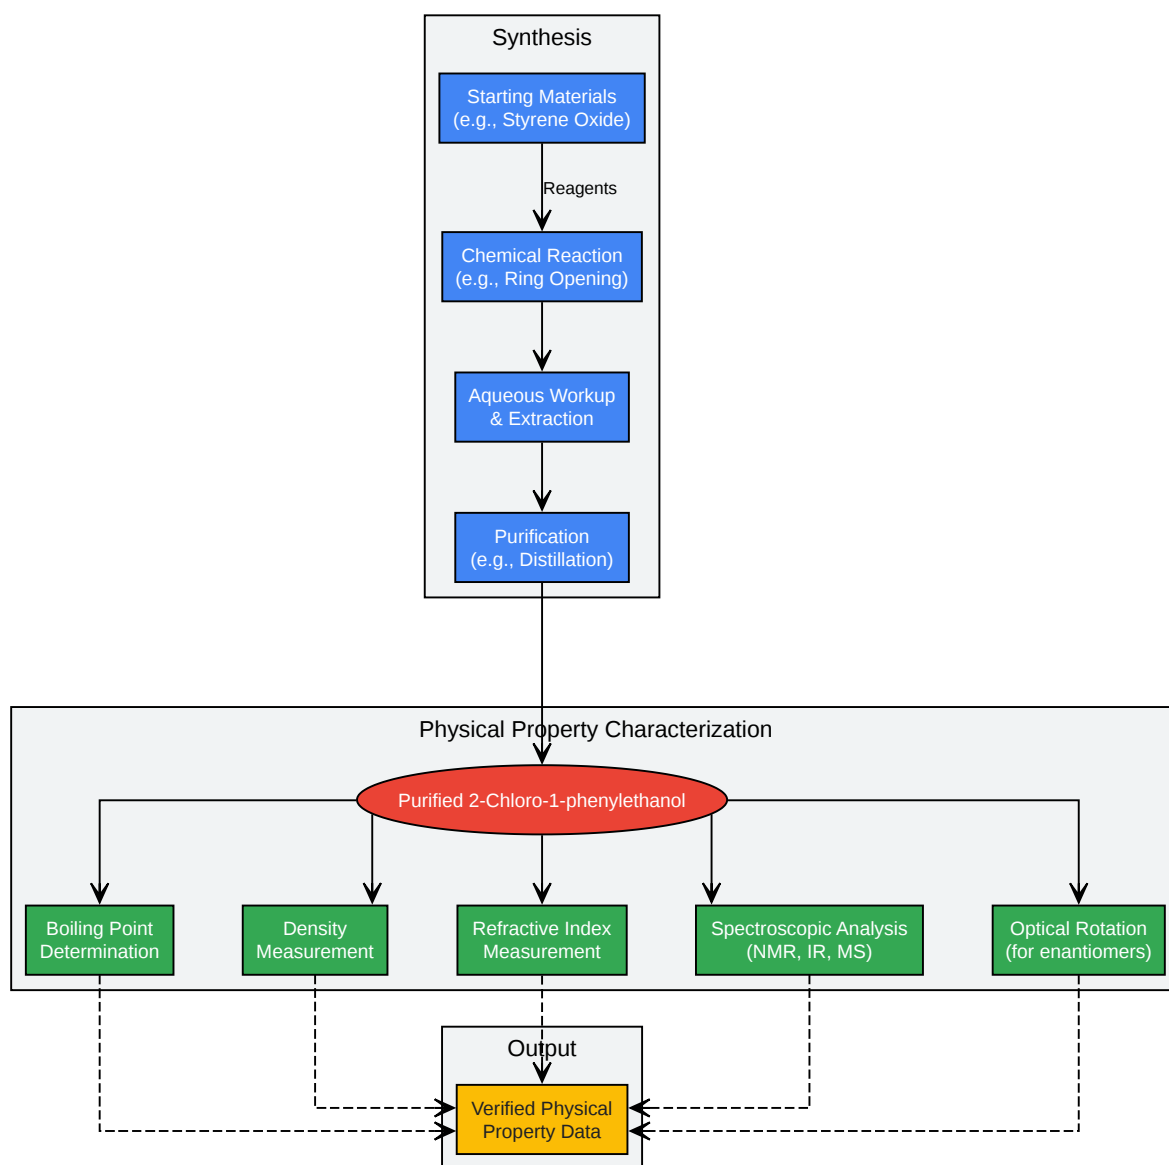 Synthesis
Starting Materials
(e.g., Styrene Oxide)
Reagents
Chemical Reaction
(e.g., Ring Opening)
Aqueous Workup
& Extraction
Purification
(e.g., Distillation)
Physical Property Characterization
Purified 2-Chloro-1-phenylethanol
Boiling Point
Determination
Density
Measurement
Refractive Index
Measurement
Spectroscopic Analysis
(NMR, IR, MS)
Optical Rotation
(for enantiomers)
Output
Verified Physical
Property Data